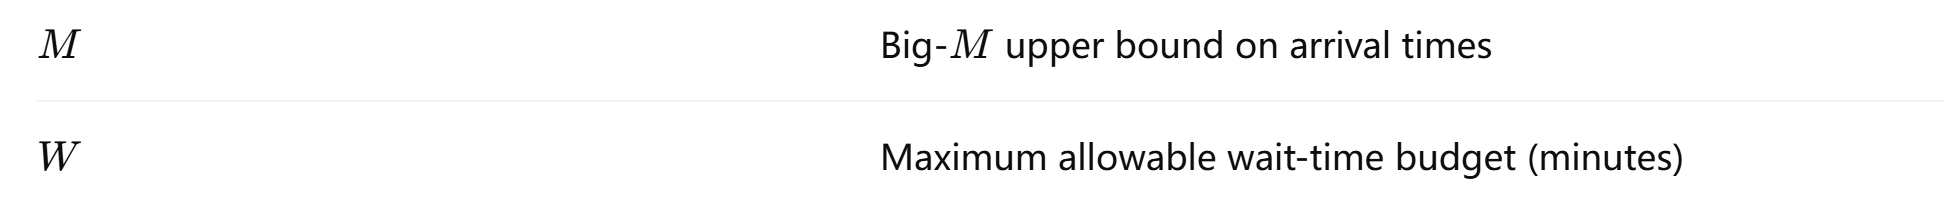 M Big-M upper bound on arrival times
W Maximum allowable wait-time budget (minutes)